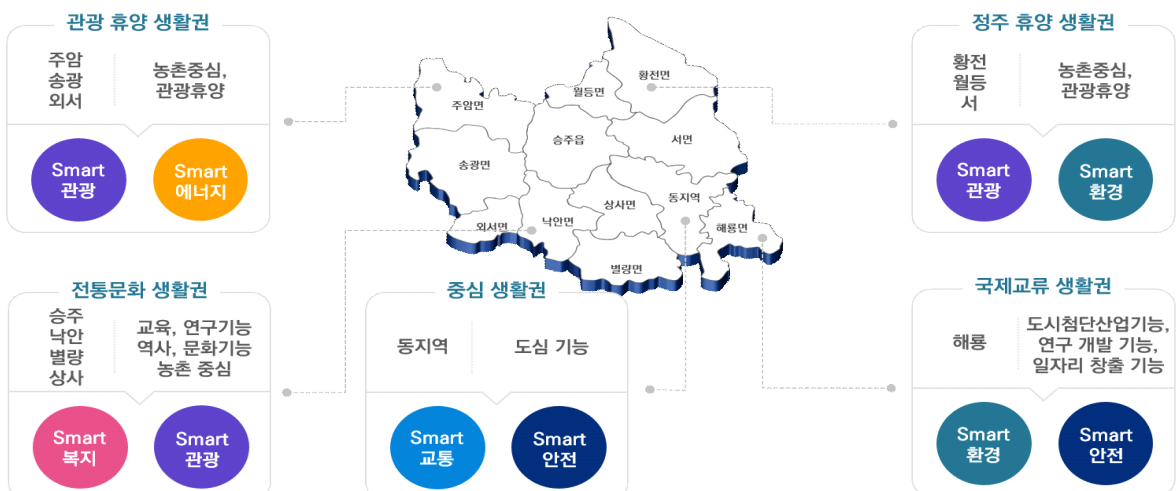 관광 휴양 생활권
주암
송광
외서
농촌중심,
관광휴양
Smart
관광
Smart
에너지
정주 휴양 생활권
황전
월등
서
농촌중심,
관광휴양
Smart
관광
Smart
환경
황전면
월등면
주암면
승주읍
서면
송광면
상사면
동지역
외서면
낙안면
해룡면
별량면
전통문화 생활권
승주
낙안
별량
상사
교육, 연구기능
역사, 문화기능
농촌 중심
Smart
복지
Smart
관광
중심 생활권
동지역
도심 기능
Smart
교통
Smart
안전
국제교류 생활권
해룡
도시첨단산업기능,
연구 개발 기능,
일자리 창출 기능
Smart
환경
Smart
안전